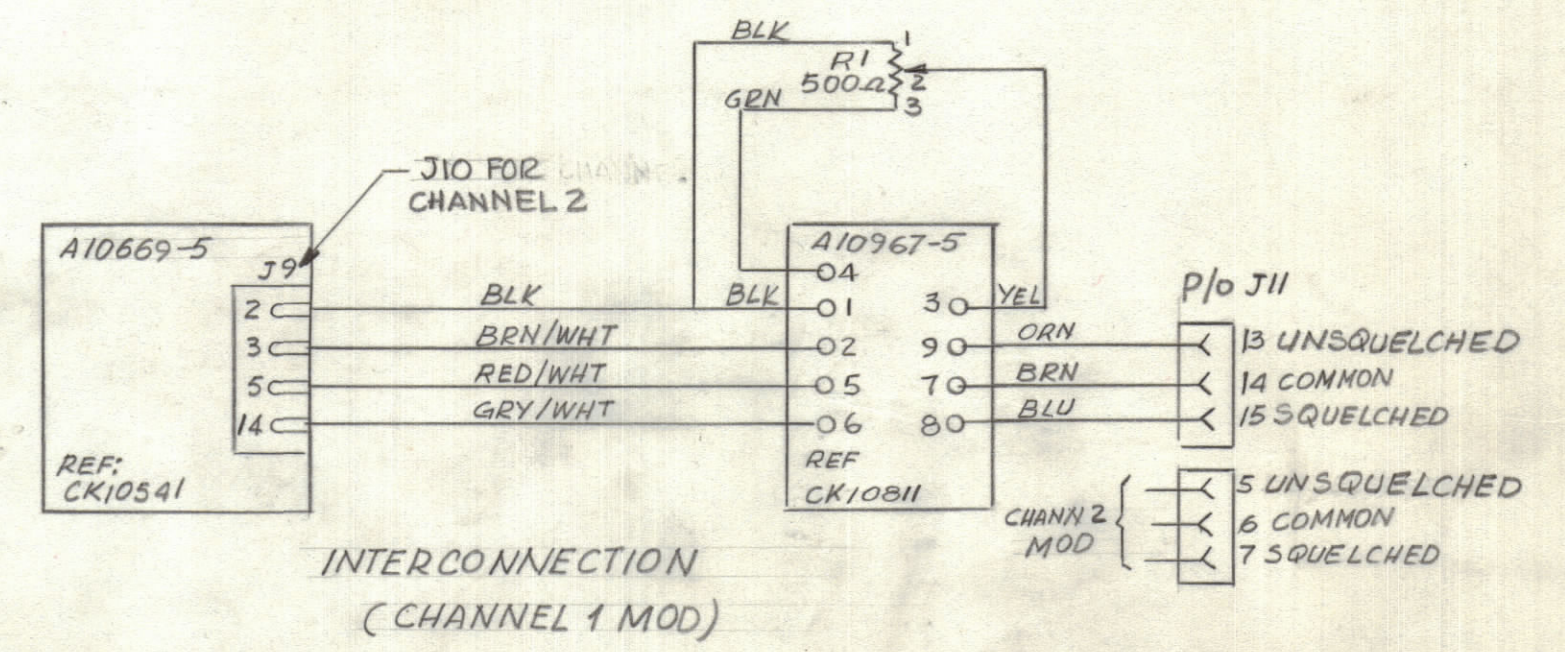 BLK
1
R1
500Ω
2
GRN
3
J10 FOR
CHANNEL 2
A10669-5
J9
2
3
5
14
REF:
CK10541
BLK
BRN/WHT
RED/WHT
GRY/WHT
BLK
A10967-5
4
1
2
5
6
3
9
7
8
REF
CK10811
YEL
ORN
BRN
BLU
P/O J11
13 UNSQUELCHED
14 COMMON
15 SQUELCHED
CHANN 2
MOD
5 UNSQUELCHED
6 COMMON
7 SQUELCHED
INTERCONNECTION
(CHANNEL 1 MOD)